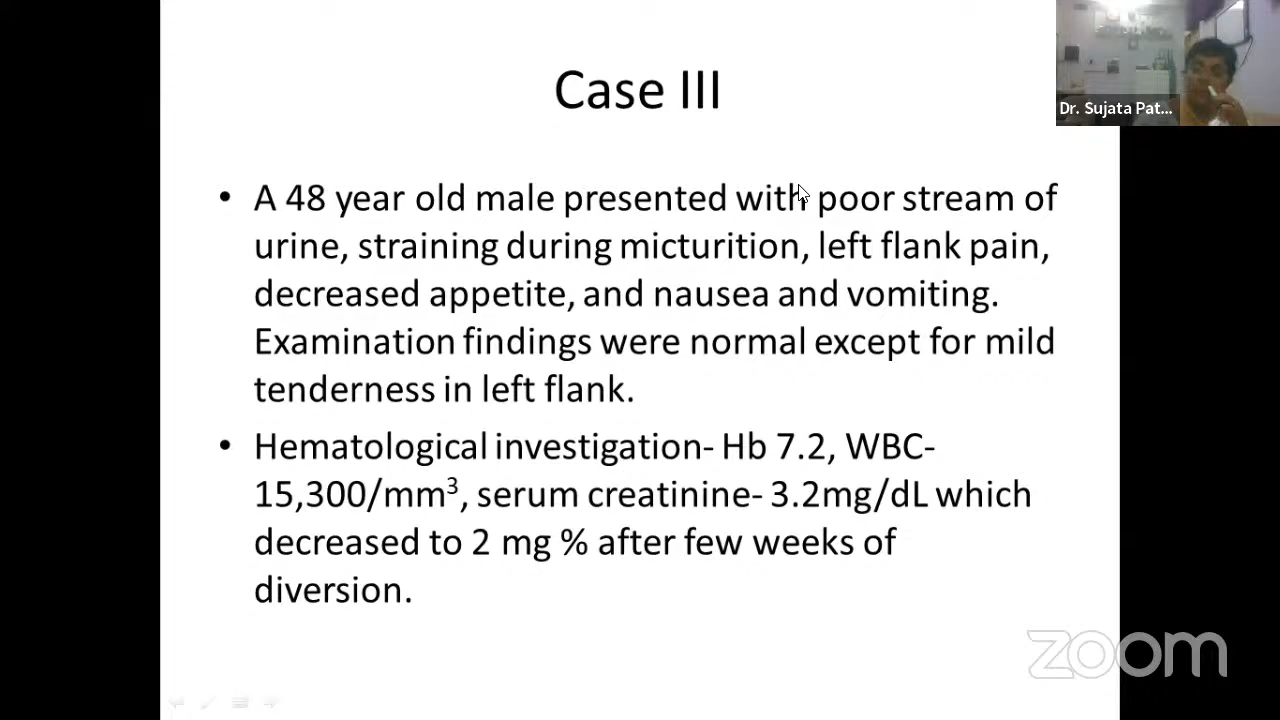 Case III
Dr. Sujata Pat...
• A 48 year old male presented with poor stream of
urine, straining during micturition, left flank pain,
decreased appetite, and nausea and vomiting.
Examination findings were normal except for mild
tenderness in left flank.
• Hematological investigation- Hb 7.2, WBC-
15,300/mm³, serum creatinine- 3.2mg/dL which
decreased to 2 mg % after few weeks of
diversion.
zoom